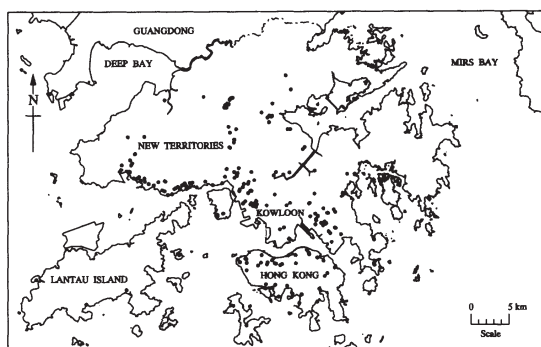 GUANGDONG
DEEP BAY
MIRS BAY
N
NEW TERRITORIES
KOWLOON
LANTAU ISLAND
HONG KONG
0 5 km
Scale